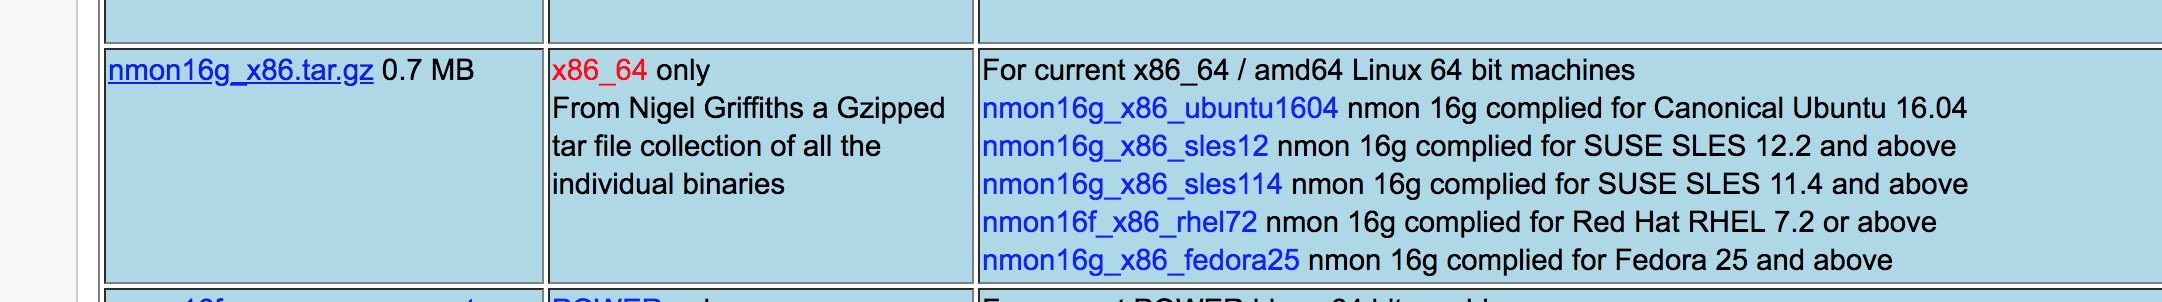 nmon16g_x86.tar.gz 0.7 MB
x86_64 only
From Nigel Griffiths a Gzipped
tar file collection of all the
individual binaries
For current x86_64 / amd64 Linux 64 bit machines
nmon16g_x86_ubuntu1604 nmon 16g complied for Canonical Ubuntu 16.04
nmon16g_x86_sles12 nmon 16g complied for SUSE SLES 12.2 and above
nmon16g_x86_sles114 nmon 16g complied for SUSE SLES 11.4 and above
nmon16f_x86_rhel72 nmon 16g complied for Red Hat RHEL 7.2 or above
nmon16g_x86_fedora25 nmon 16g complied for Fedora 25 and above